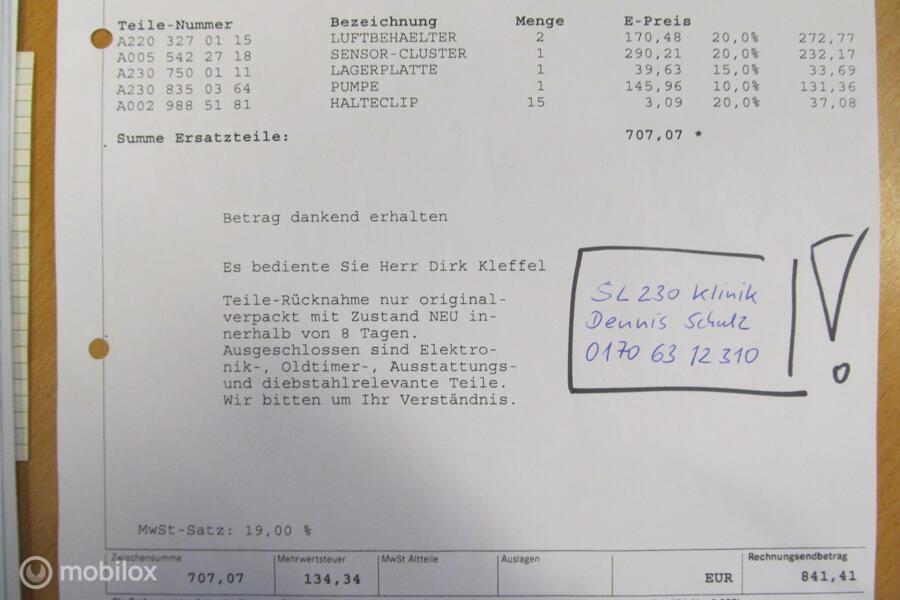 Teile-Nummer Bezeichnung Menge E-Preis
A220 327 01 15 LUFTBEHAELTER 2 170,48 20,0% 272,77
A005 542 27 18 SENSOR-CLUSTER 1 290,21 20,0% 232,17
A230 750 01 11 LAGERPLATTE 1 39,63 15,0% 33,69
A230 835 03 64 PUMPE 1 145,96 10,0% 131,36
A002 988 51 81 HALTECLIP 15 3,09 20,0% 37,08
Summe Ersatzteile: 707,07 *
Betrag dankend erhalten
Es bediente Sie Herr Dirk Kleffel
Teile-Rücknahme nur original-
verpackt mit Zustand NEU in-
nerhalb von 8 Tagen.
Ausgeschlossen sind Elektro-
nik-, Oldtimer-, Ausstattungs-
und diebstahlrelevante Teile.
Wir bitten um Ihr Verständnis.
SL 230 Klinik
Dennis Schulz
0170 63 12 310
!
MwSt-Satz: 19,00 %
Zwischensumme Mehrwertsteuer MwSt Altteile Auslagen Rechnungsendbetrag
707,07 134,34 EUR 841,41
mobilox